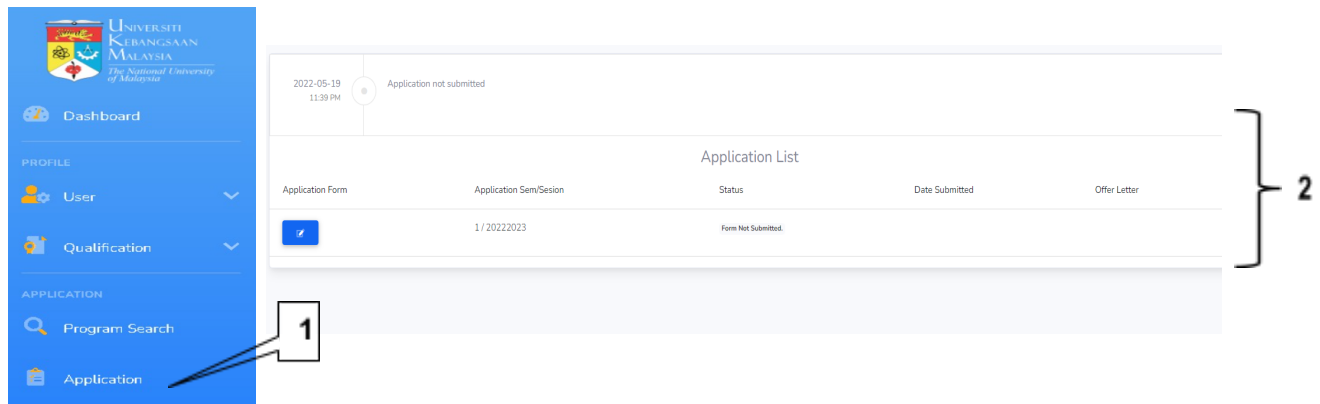 UNIVERSITI
KEBANGSAAN
MALAYSIA
The National University
of Malaysia
Dashboard
PROFILE
User
Qualification
APPLICATION
Program Search
Application
1
2022-05-19
11:39 PM
Application not submitted
Application List
Application Form Application Sem/Sesion Status Date Submitted Offer Letter
1 / 20222023 Form Not Submitted.
2